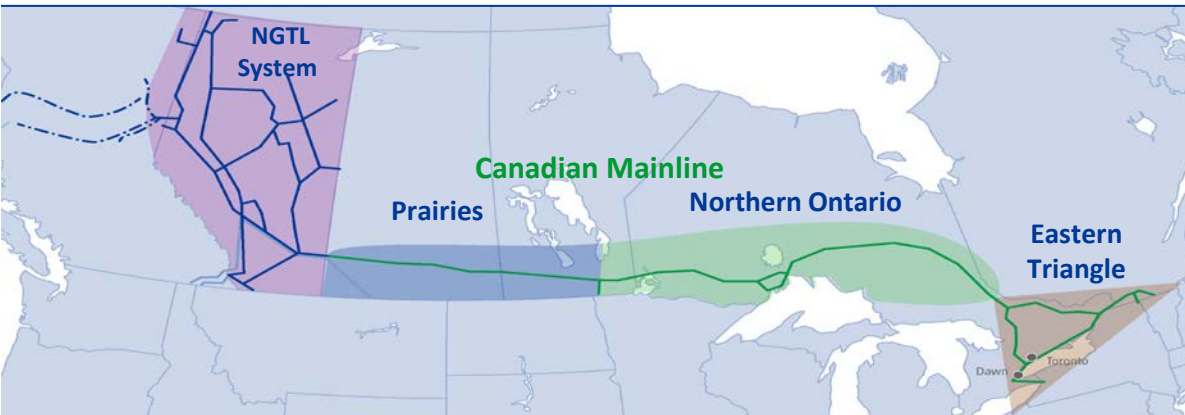 NGTL
System
Canadian Mainline
Prairies
Northern Ontario
Eastern
Triangle
Toronto
Dawn